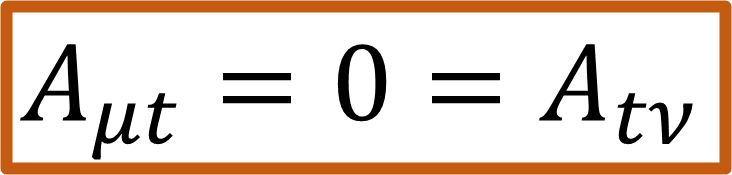 A_{μt} = 0 = A_{tν}